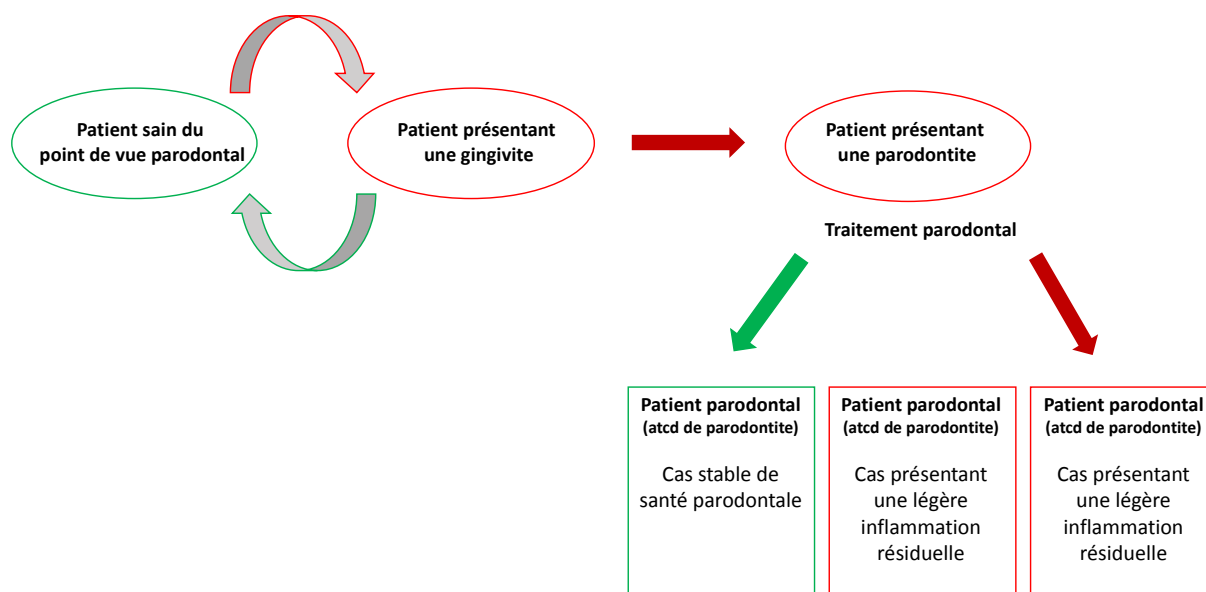 Patient sain du
point de vue parodontal
Patient présentant
une gingivite
Patient présentant
une parodontite
Traitement parodontal
Patient parodontal
(atcd de parodontite)
Cas stable de
santé parodontale
Patient parodontal
(atcd de parodontite)
Cas présentant
une légère
inflammation
résiduelle
Patient parodontal
(atcd de parodontite)
Cas présentant
une légère
inflammation
résiduelle